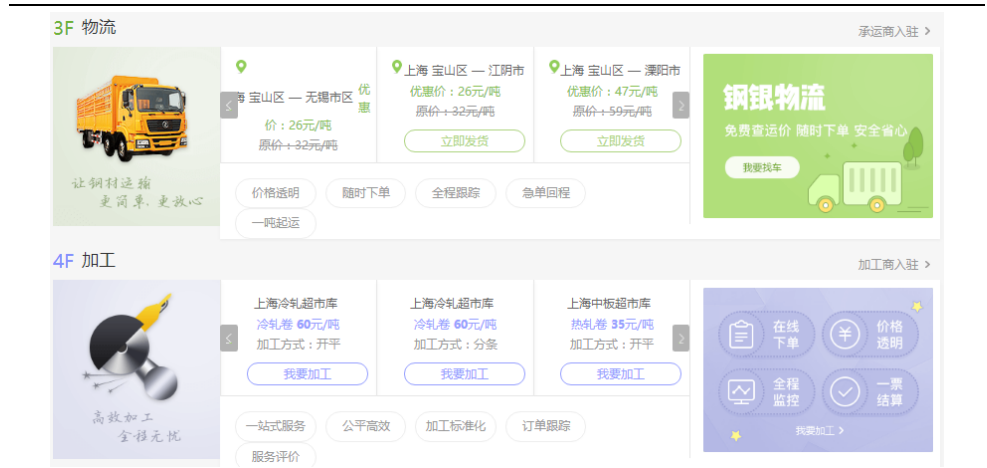 3F 物流
承运商入驻 >
让钢材运输
更简单、更放心
海 宝山区 — 无锡市区 优惠
价：26元/吨
原价：32元/吨
上海 宝山区 — 江阴市
优惠价：26元/吨
原价：32元/吨
立即发货
上海 宝山区 — 溧阳市
优惠价：47元/吨
原价：59元/吨
立即发货
价格透明 随时下单 全程跟踪 急单回程
一吨起运
钢银物流
免费查运价 随时下单 安全省心
我要找车
4F 加工
加工商入驻 >
高效加工
全程无忧
上海冷轧超市库
冷轧卷 60元/吨
加工方式：开平
我要加工
上海冷轧超市库
冷轧卷 60元/吨
加工方式：分条
我要加工
上海中板超市库
热轧卷 35元/吨
加工方式：开平
我要加工
一站式服务 公平高效 加工标准化 订单跟踪
服务评价
在线
下单
价格
透明
全程
监控
一票
结算
我要加工 >